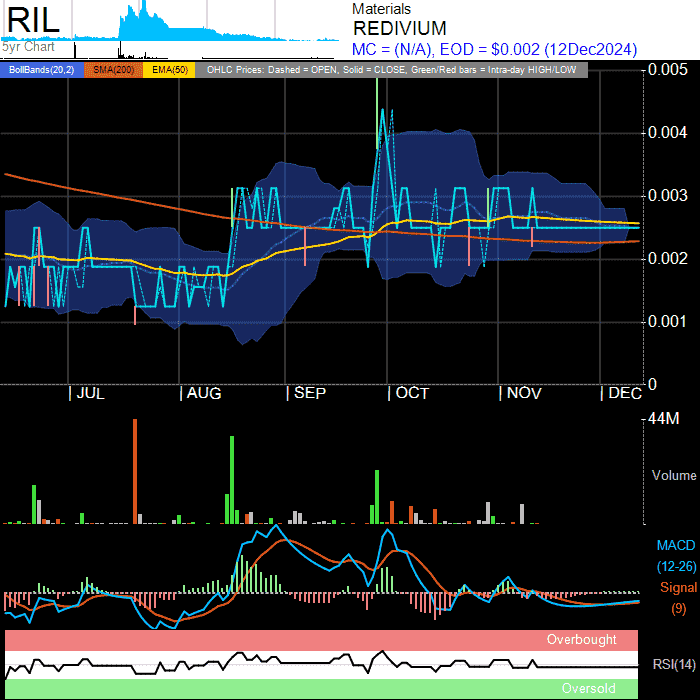 RIL
5yr Chart
Materials
REDIVIUM
MC = (N/A), EOD = $0.002 (12Dec2024)
BollBands(20,2) SMA(200) EMA(50) OHLC Prices: Dashed = OPEN, Solid = CLOSE, Green/Red bars = Intra-day HIGH/LOW
0.005
0.004
0.003
0.002
0.001
0
| JUL | AUG | SEP | OCT | NOV | DEC
44M
Volume
MACD
(12-26)
Signal
(9)
Overbought
RSI(14)
Oversold